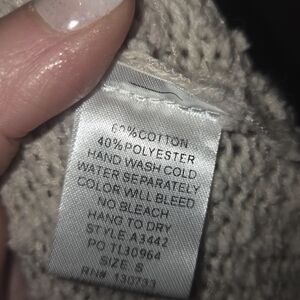 60% COTTON
40% POLYESTER
HAND WASH COLD
WATER SEPARATELY
COLOR WILL BLEED
NO BLEACH
HANG TO DRY
STYLE A3442
PO TL30964
SIZE S
RN# 130733